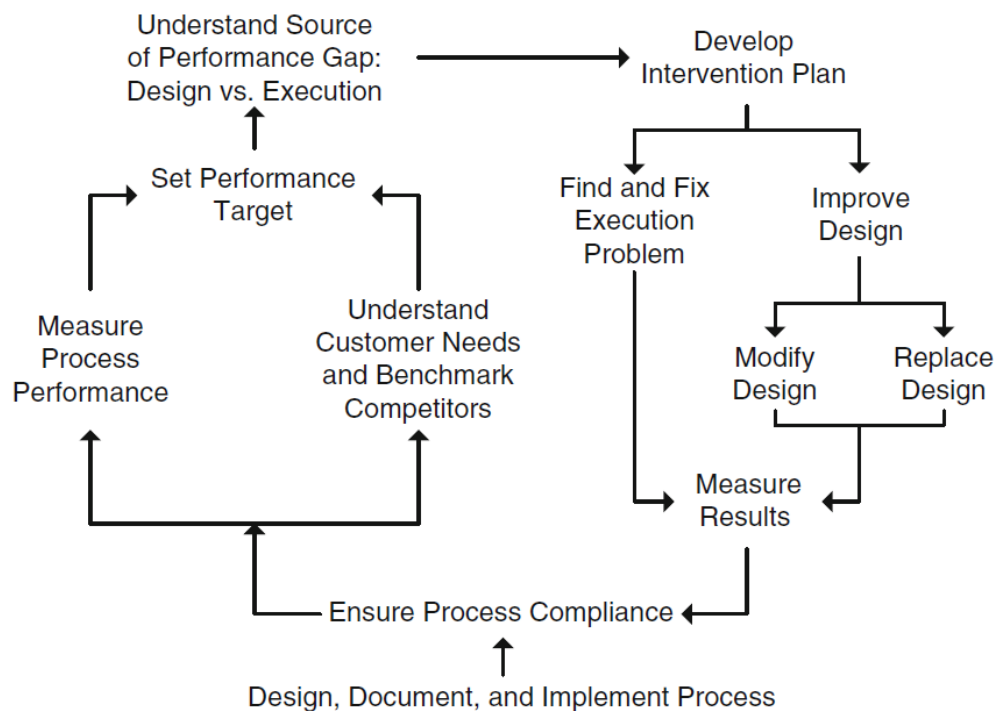 Understand Source
of Performance Gap:
Design vs. Execution
Develop
Intervention Plan
Set Performance
Target
Find and Fix
Execution
Problem
Improve
Design
Measure
Process
Performance
Understand
Customer Needs
and Benchmark
Competitors
Modify
Design
Replace
Design
Measure
Results
Ensure Process Compliance
Design, Document, and Implement Process